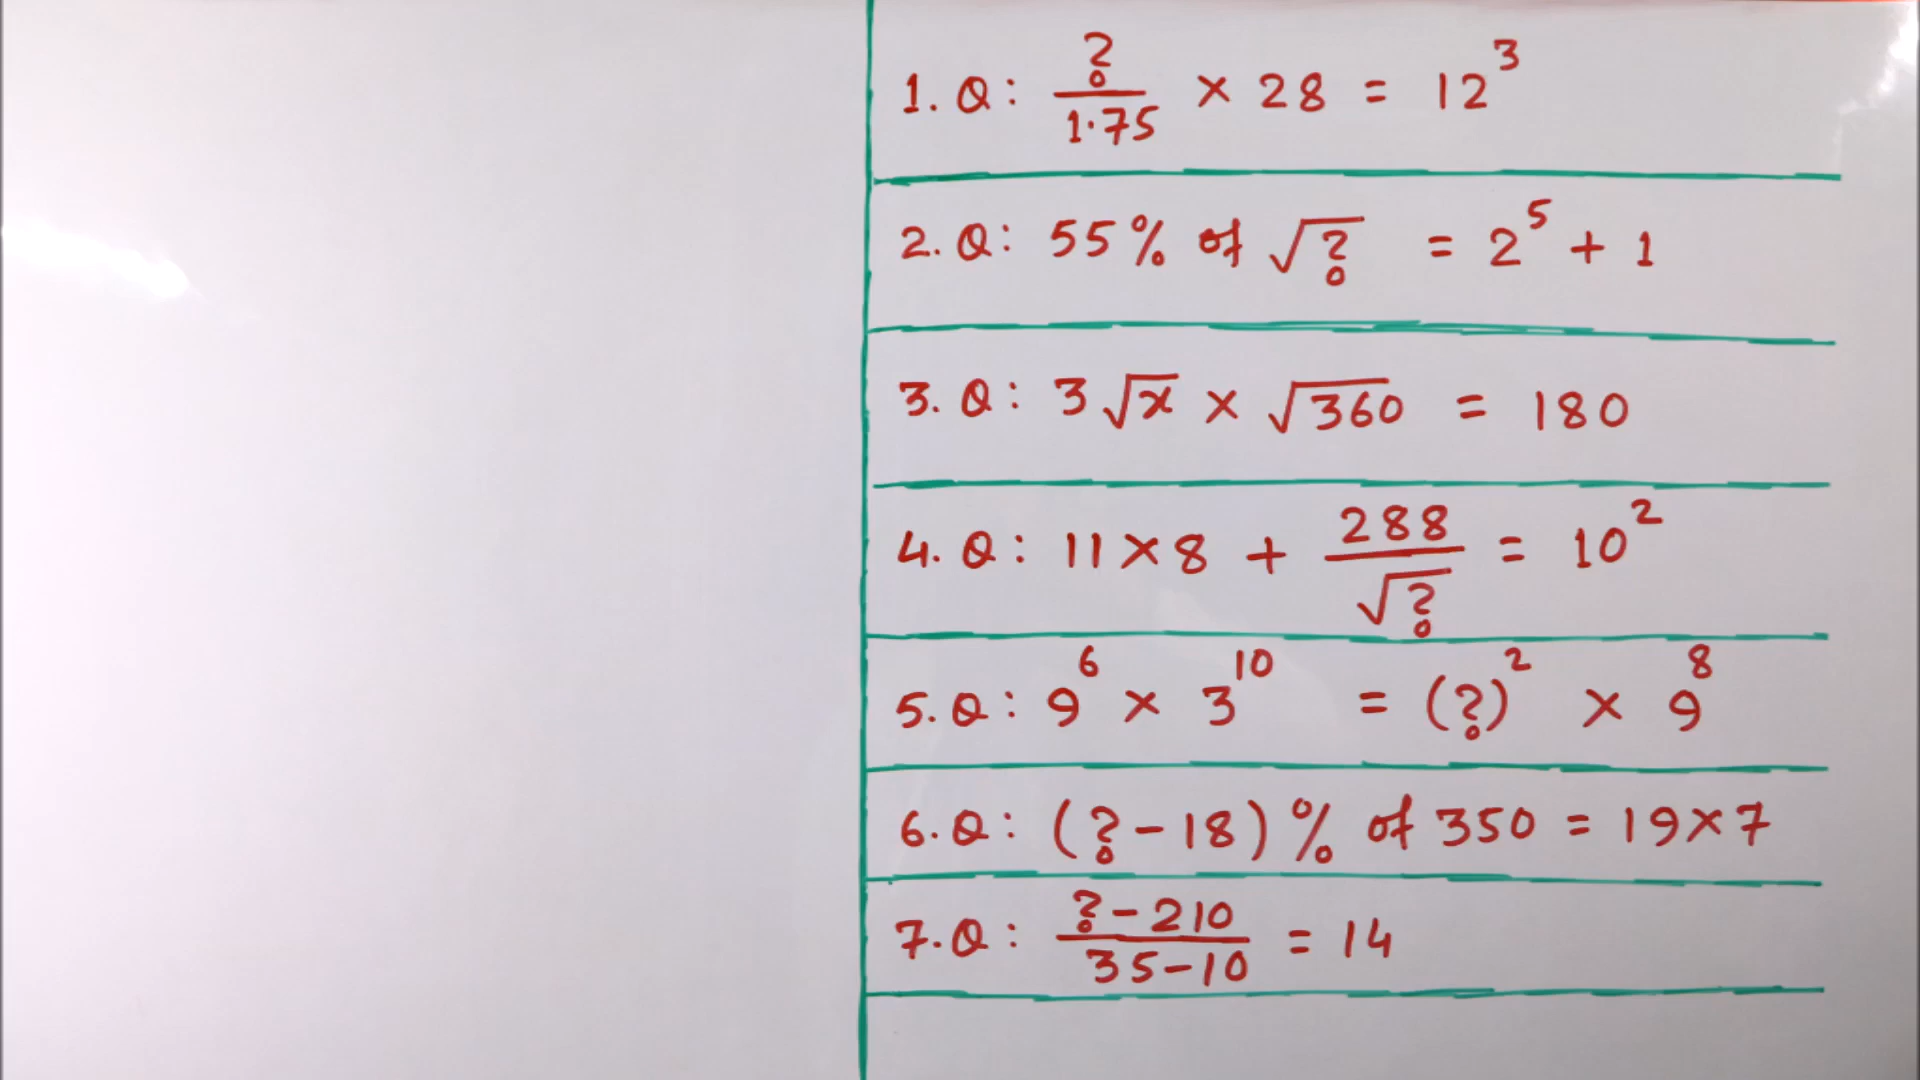 1. Q: ?/1.75 × 28 = 12³
2. Q: 55% of √? = 2⁵ + 1
3. Q: 3√x × √360 = 180
4. Q: 11×8 + 288/√? = 10²
5. Q: 9⁶ × 3¹⁰ = (?)² × 9⁸
6. Q: (?-18)% of 350 = 19×7
7. Q: ?-210/35-10 = 14